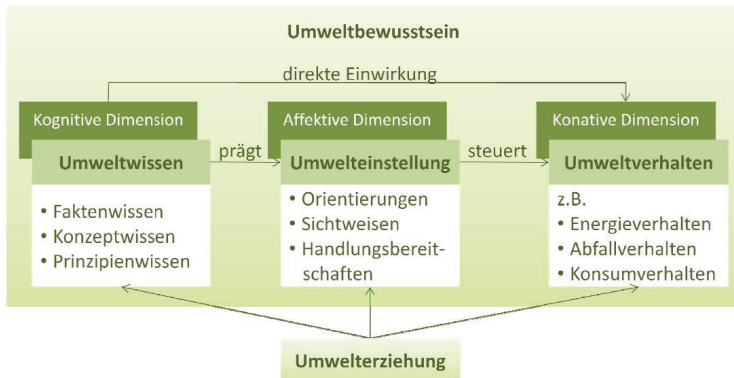 Umweltbewusstsein
direkte Einwirkung
Kognitive Dimension
Affektive Dimension
Konative Dimension
Umweltwissen
prägt
Umwelteinstellung
steuert
Umweltverhalten
• Faktenwissen
• Konzeptwissen
• Prinzipienwissen
• Orientierungen
• Sichtweisen
• Handlungsbereit-
schaften
z.B.
• Energieverhalten
• Abfallverhalten
• Konsumverhalten
Umwelterziehung